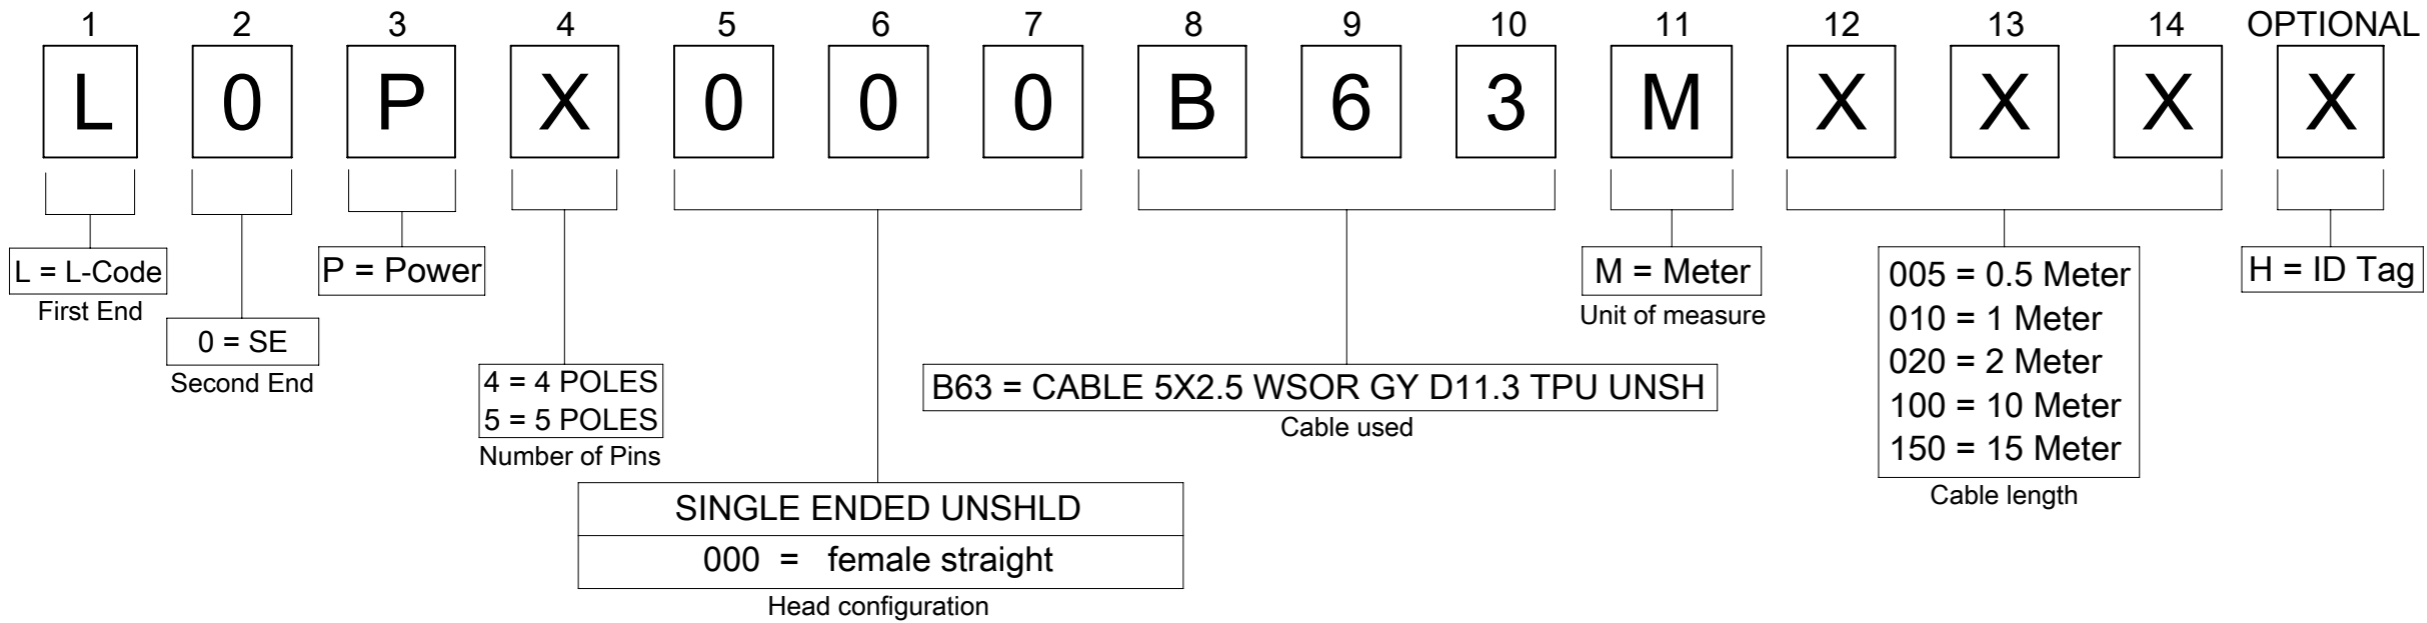 1 2 3 4 5 6 7 8 9 10 11 12 13 14 OPTIONAL
L 0 P X 0 0 0 B 6 3 M X X X X
L = L-Code
First End
0 = SE
Second End
P = Power
4 = 4 POLES
5 = 5 POLES
Number of Pins
SINGLE ENDED UNSHLD
000 = female straight
Head configuration
B63 = CABLE 5X2.5 WSOR GY D11.3 TPU UNSH
Cable used
M = Meter
Unit of measure
005 = 0.5 Meter
010 = 1 Meter
020 = 2 Meter
100 = 10 Meter
150 = 15 Meter
Cable length
H = ID Tag